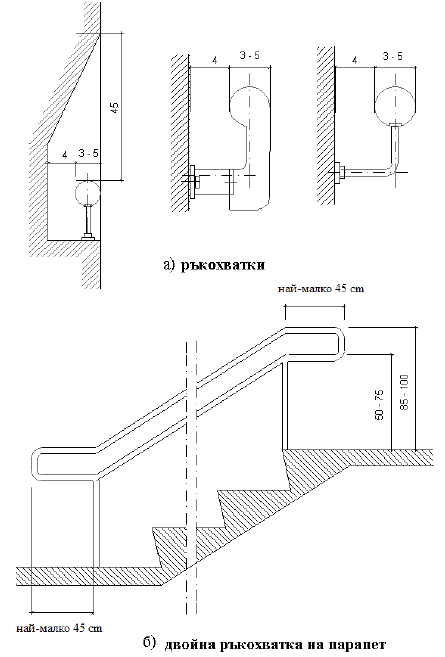 45
4
3 - 5
4
3 - 5
4
3 - 5
а) ръкохватки
най-малко 45 cm
60 - 75
85 - 100
най-малко 45 cm
б) двойна ръкохватка на парапет